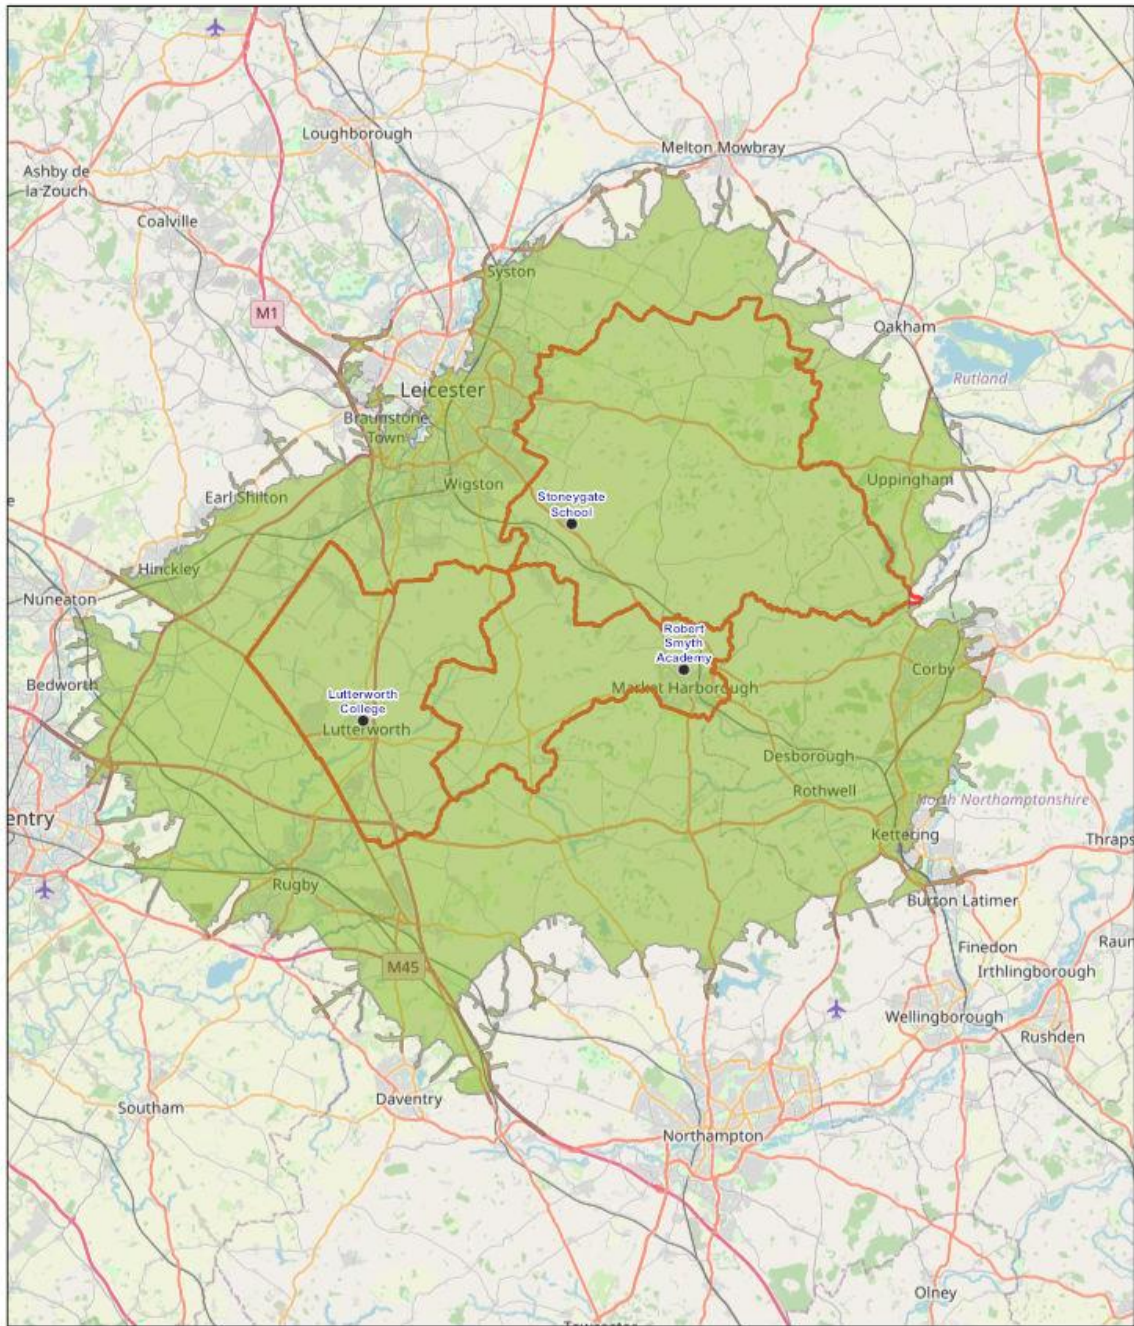 Loughborough
Melton Mowbray
Ashby de
la Zouch
Coalville
Syston
M1
Oakham
Rutland
Leicester
Braunstone
Town
Uppingham
Wigston
Earl Shilton
Stoneygate
School
Hinckley
Nuneaton
Robert
Smyth
Academy
Corby
Bedworth
Market Harborough
Lutterworth
College
Lutterworth
Desborough
Rothwell
North Northamptonshire
entry
Kettering
Thraps
Rugby
Burton Latimer
Finedon
Raun
M45
Irthlingborough
Wellingborough
Rushden
Daventry
Southam
Northampton
Olney